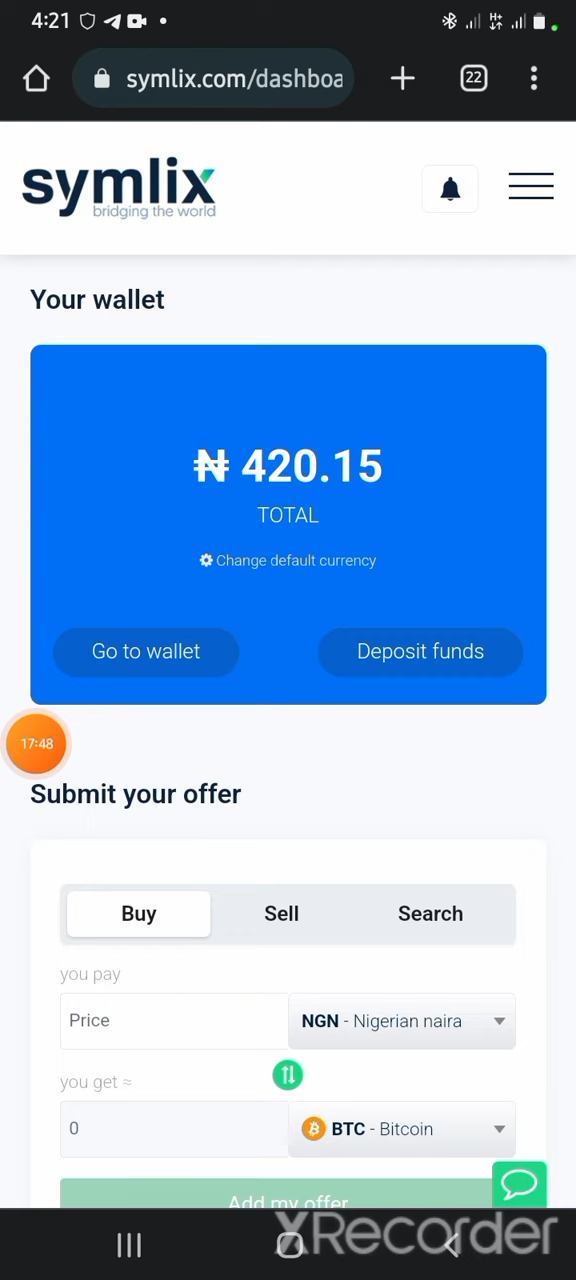 4:21
symlix.com/dashboa
22
symlix
bridging the world
Your wallet
₦ 420.15
TOTAL
Change default currency
Go to wallet
Deposit funds
17:48
Submit your offer
Buy
Sell
Search
you pay
Price
NGN - Nigerian naira
you get ≈
0
BTC - Bitcoin
Add my offer
XRecorder